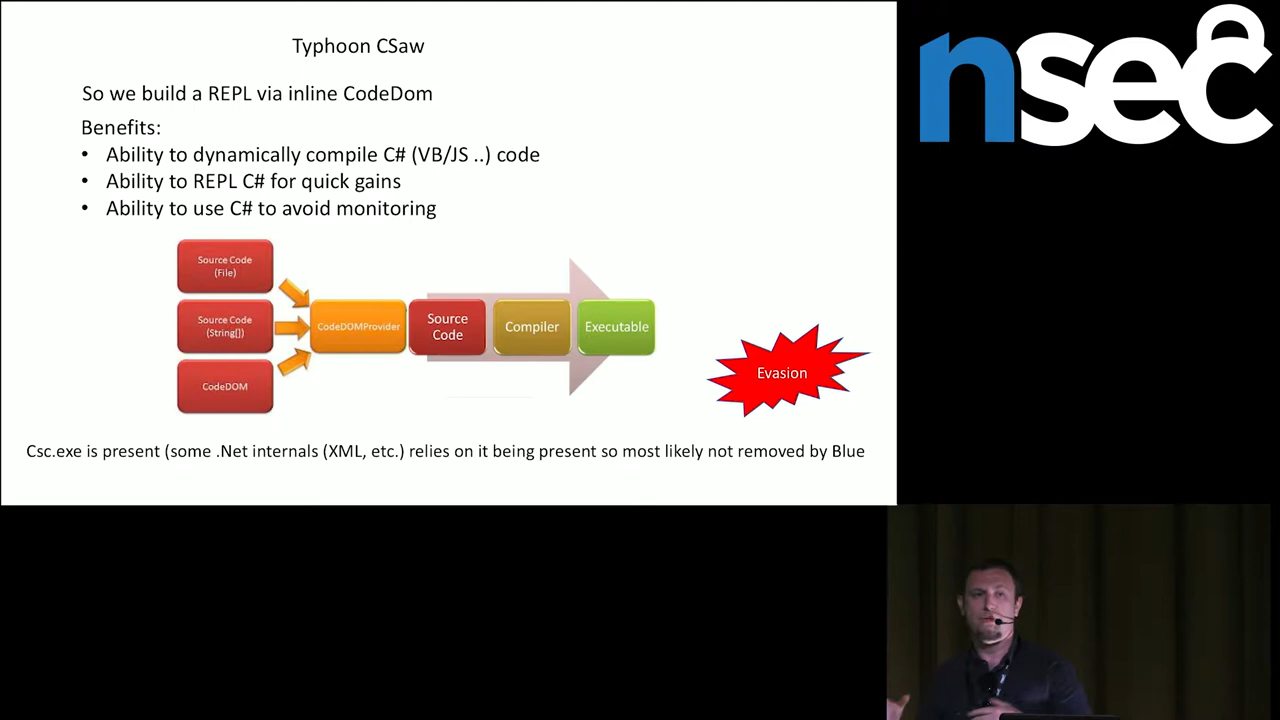 Typhoon CSaw
nsec
So we build a REPL via inline CodeDom
Benefits:
• Ability to dynamically compile C# (VB/JS ..) code
• Ability to REPL C# for quick gains
• Ability to use C# to avoid monitoring
Source Code
(File)
Source Code
(String[])
CodeDOM
CodeDOMProvider
Source
Code
Compiler
Executable
Evasion
Csc.exe is present (some .Net internals (XML, etc.) relies on it being present so most likely not removed by Blue